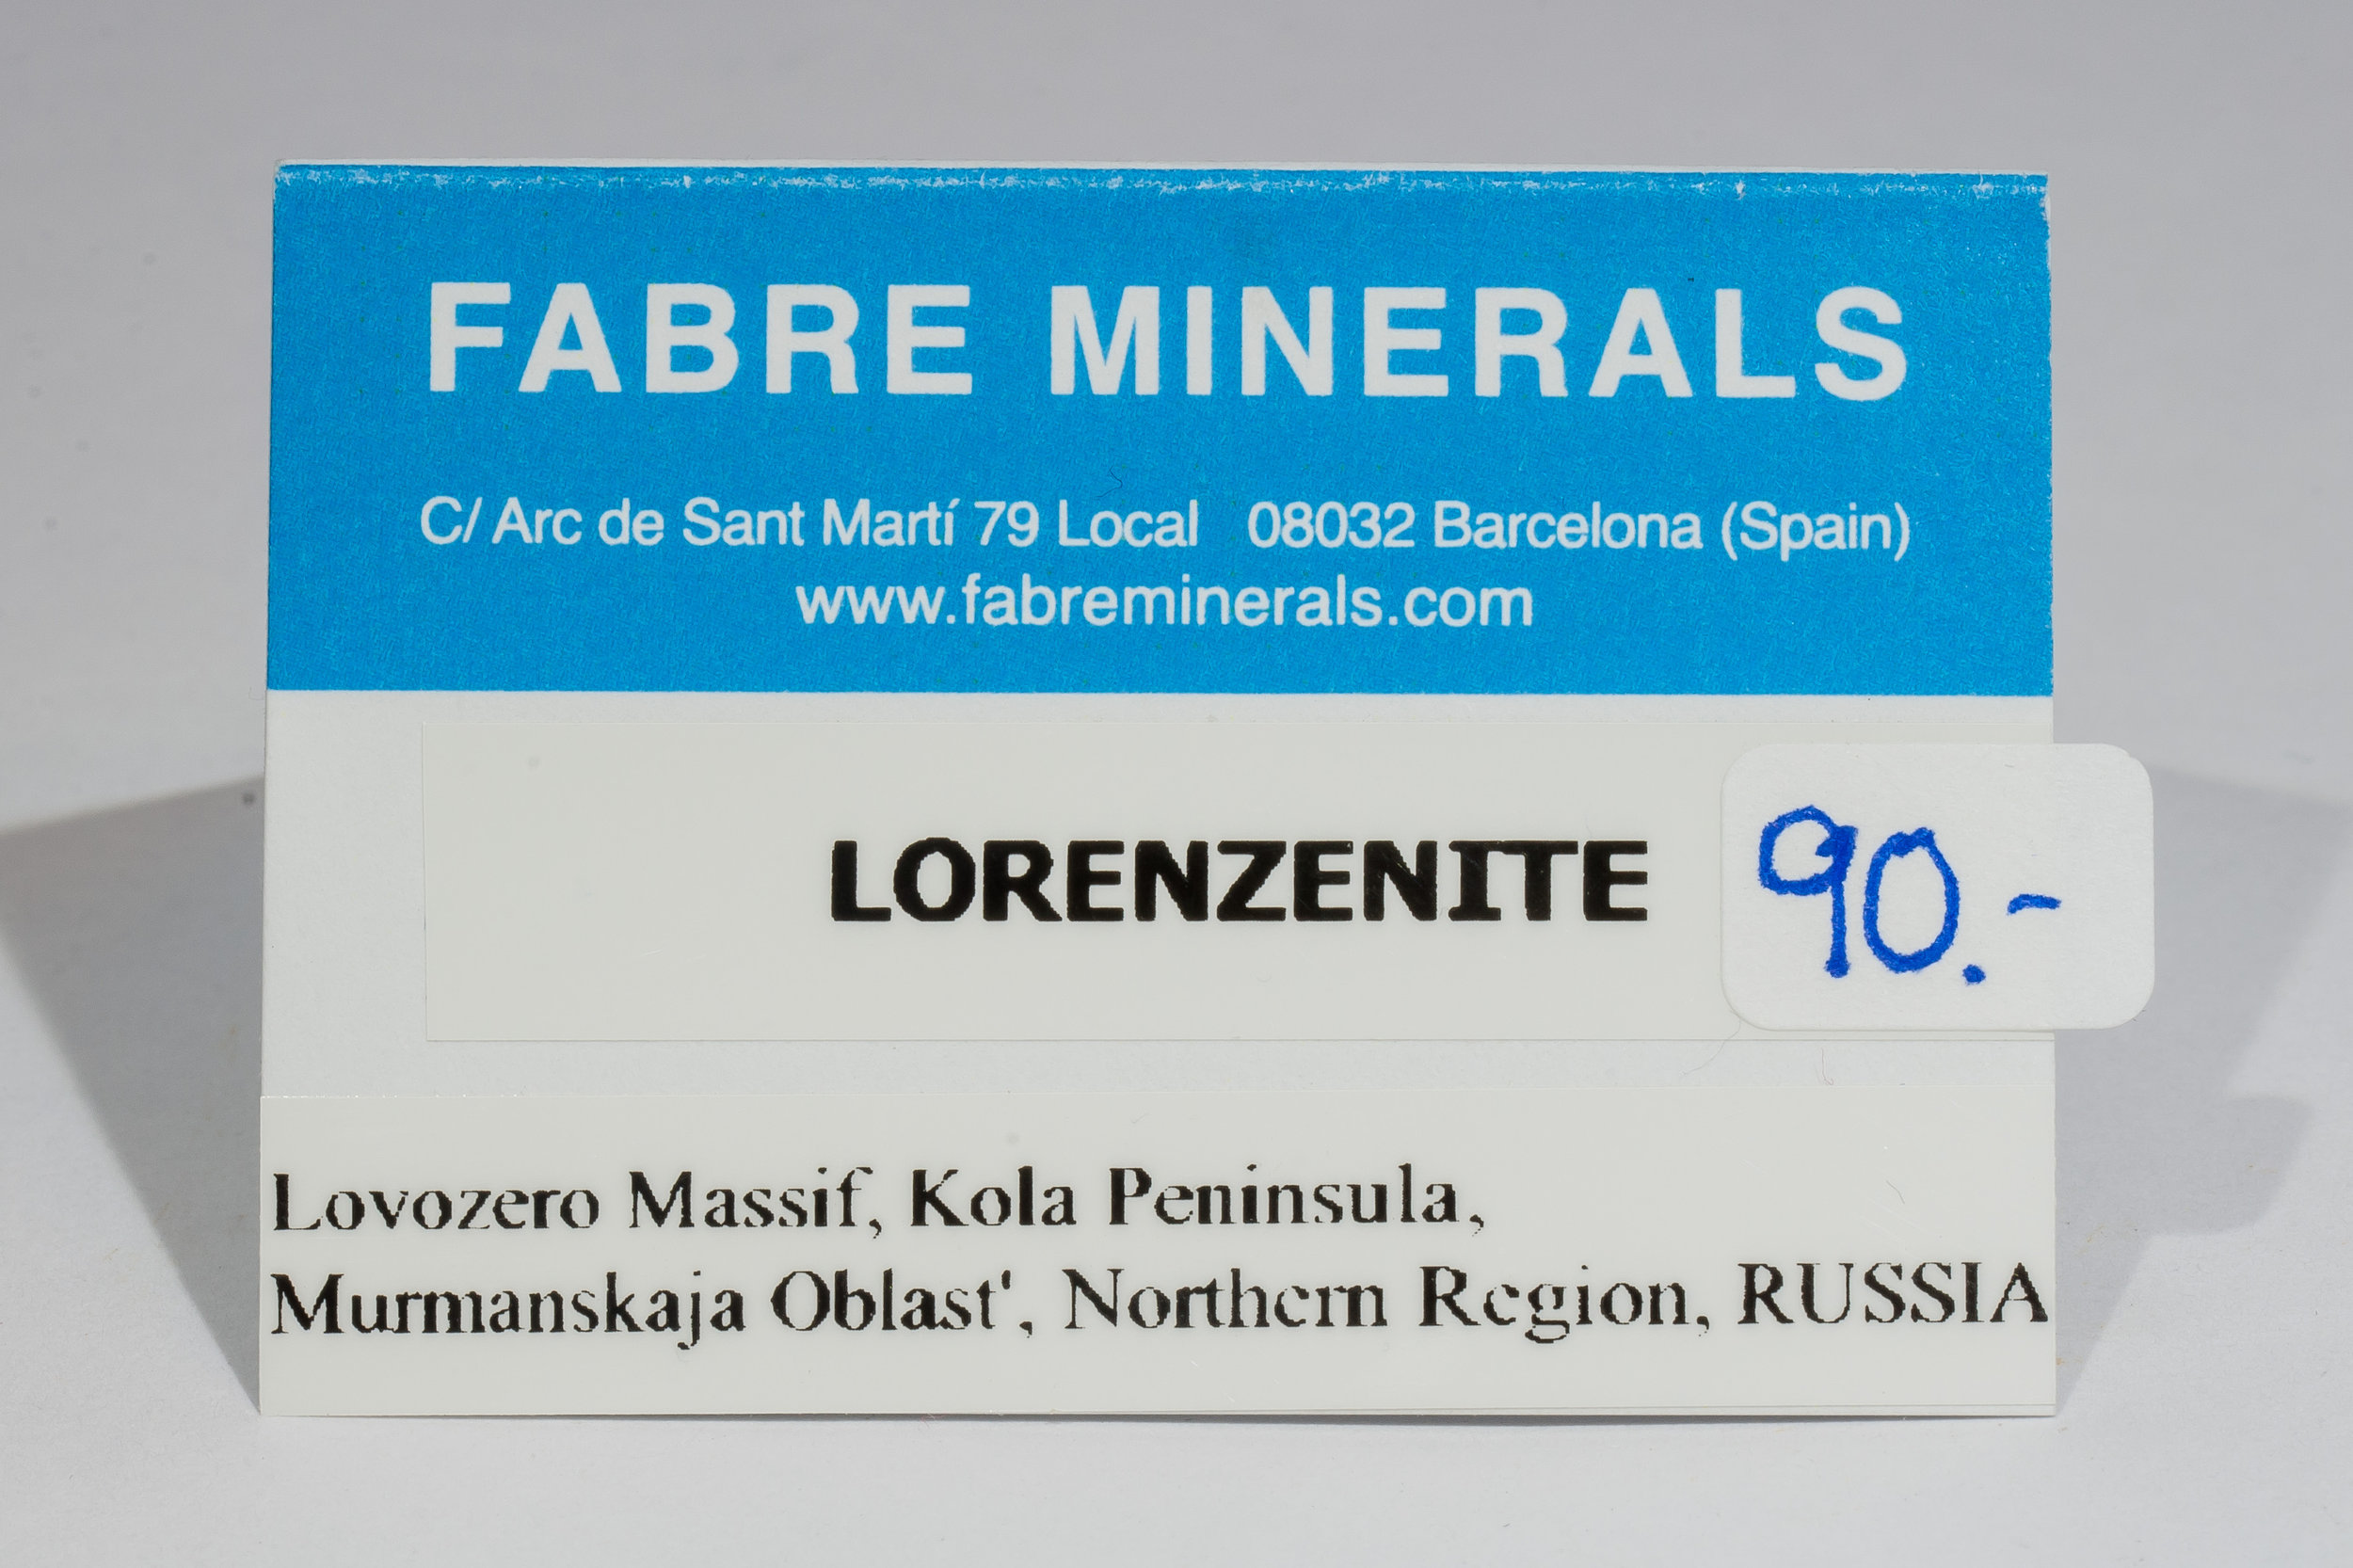 FABRE MINERALS
C/ Arc de Sant Martí 79 Local 08032 Barcelona (Spain)
www.fabreminerals.com
LORENZENITE
90.-
Lovozero Massif, Kola Peninsula,
Murmanskaja Oblast', Northern Region, RUSSIA